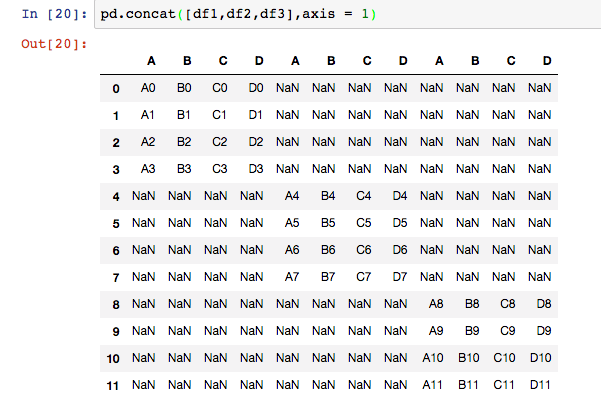 In [20]: pd.concat([df1,df2,df3],axis = 1)
Out[20]:
A B C D A B C D A B C D
0 A0 B0 C0 D0 NaN NaN NaN NaN NaN NaN NaN NaN
1 A1 B1 C1 D1 NaN NaN NaN NaN NaN NaN NaN NaN
2 A2 B2 C2 D2 NaN NaN NaN NaN NaN NaN NaN NaN
3 A3 B3 C3 D3 NaN NaN NaN NaN NaN NaN NaN NaN
4 NaN NaN NaN NaN A4 B4 C4 D4 NaN NaN NaN NaN
5 NaN NaN NaN NaN A5 B5 C5 D5 NaN NaN NaN NaN
6 NaN NaN NaN NaN A6 B6 C6 D6 NaN NaN NaN NaN
7 NaN NaN NaN NaN A7 B7 C7 D7 NaN NaN NaN NaN
8 NaN NaN NaN NaN NaN NaN NaN NaN A8 B8 C8 D8
9 NaN NaN NaN NaN NaN NaN NaN NaN A9 B9 C9 D9
10 NaN NaN NaN NaN NaN NaN NaN NaN A10 B10 C10 D10
11 NaN NaN NaN NaN NaN NaN NaN NaN A11 B11 C11 D11